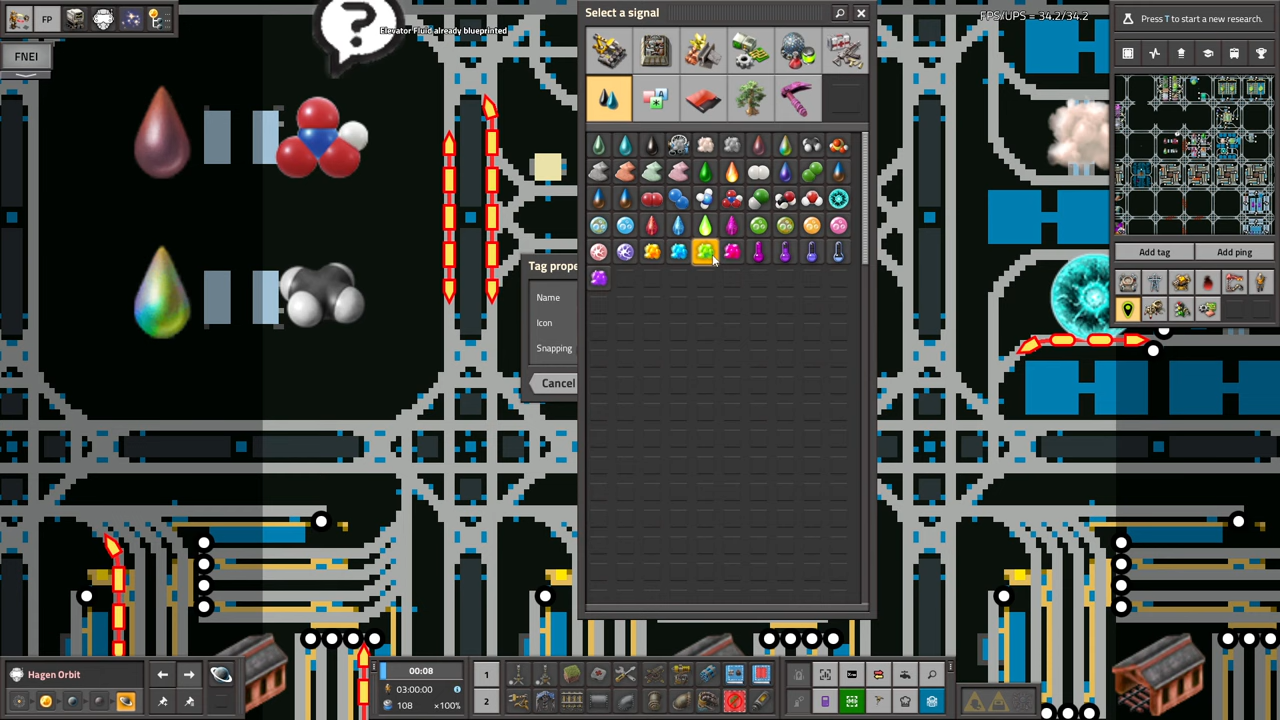 FP
Elevator Fluid already blueprinted
Select a signal
FPS/UPS = 34.2/34.2
Press T to start a new research.
FNEI
Tag prope
Name
Icon
Snapping
Cancel
Add tag
Add ping
Hagen Orbit
00:08
03:00:00
108
×100%
1
2